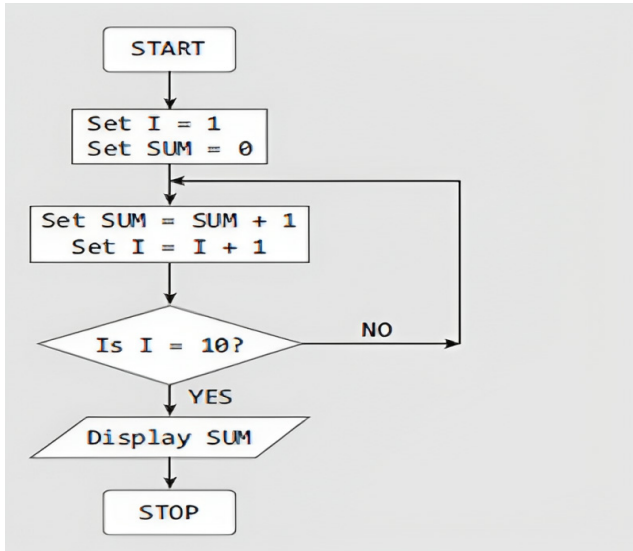 START
Set I = 1
Set SUM = 0
Set SUM = SUM + 1
Set I = I + 1
Is I = 10?
NO
YES
Display SUM
STOP